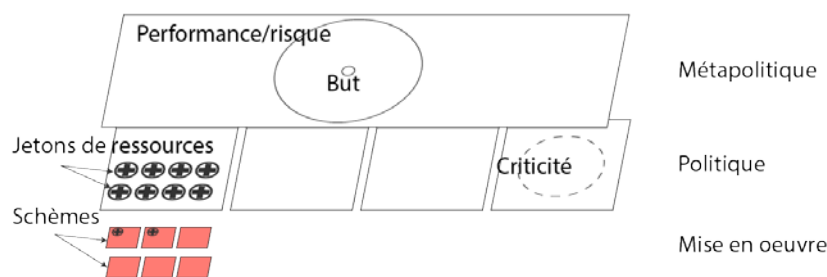 Performance/risque
But
Métapolitique
Jetons de ressources
Criticité
Politique
Schèmes
Mise en oeuvre